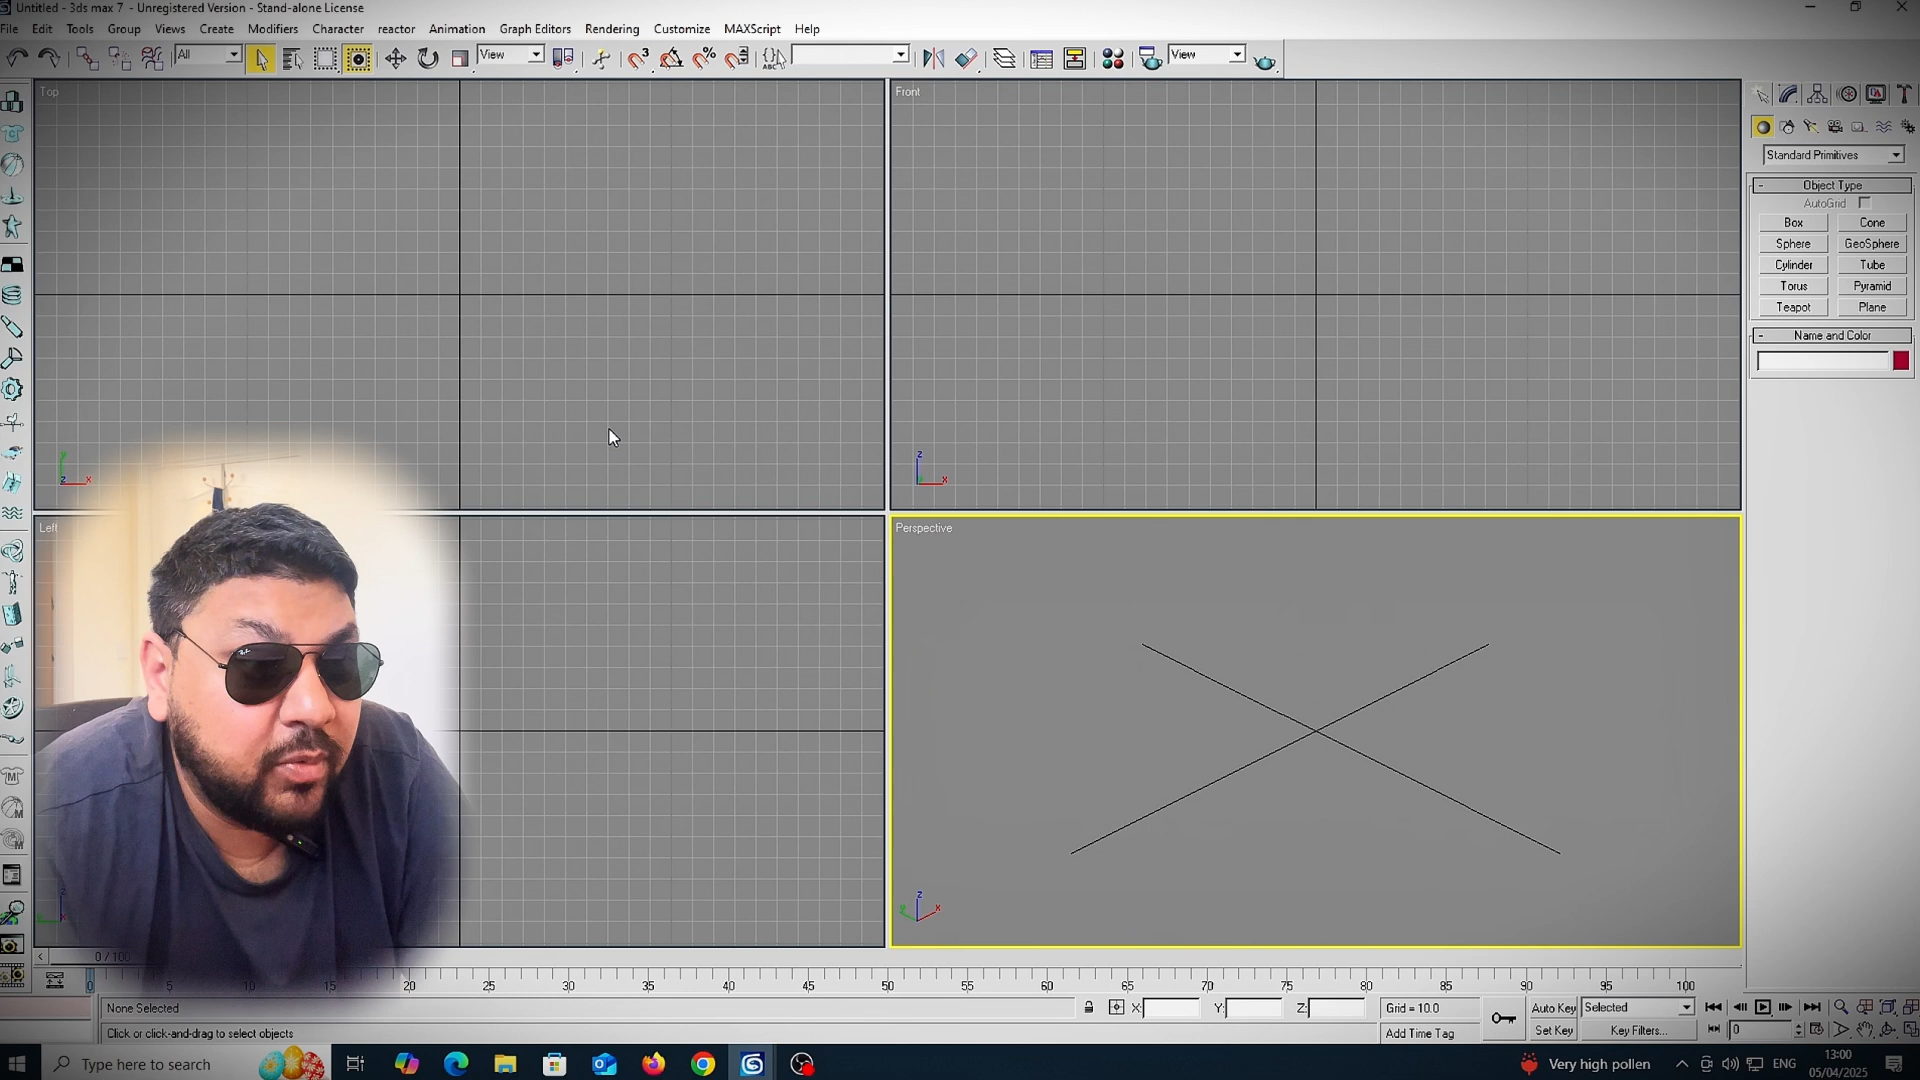 Untitled - 3ds max 7 - Unregistered Version - Stand-alone License
File Edit Tools Group Views Create Modifiers Character reactor Animation Graph Editors Rendering Customize MAXScript Help
All
View
3
%
ABC
View
Top
Front
Standard Primitives
- Object Type
AutoGrid
Box Cone
Sphere GeoSphere
Cylinder Tube
Torus Pyramid
Teapot Plane
- Name and Color
y
z x
z
x
Left
Perspective
Ray-Ban
M
z
y x
z
y x
< 0 / 100
0 5 10 15 20 25 30 35 40 45 50 55 60 65 70 75 80 85 90 95 100
None Selected
X: Y: Z: Grid = 10.0
Auto Key Selected
Click or click-and-drag to select objects
Add Time Tag
Set Key Key Filters... 0
Type here to search
Very high pollen
ENG
13:00
05/04/2025